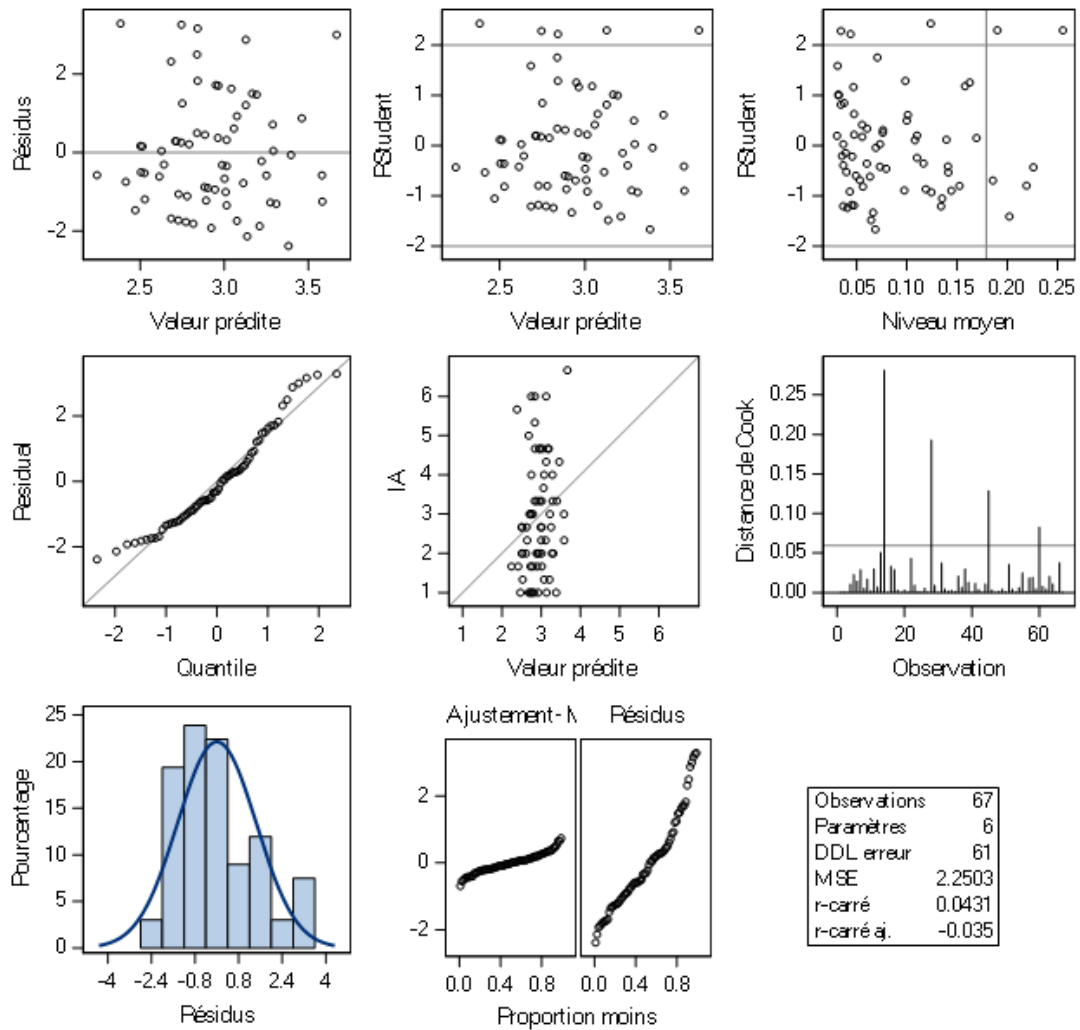 Résidus
2
0
-2
2.5 3.0 3.5
Valeur prédite
RStudent
2
1
0
-1
-2
2.5 3.0 3.5
Valeur prédite
RStudent
2
1
0
-1
-2
0.05 0.10 0.15 0.20 0.25
Niveau moyen
Residual
2
0
-2
-2 -1 0 1 2
Quantile
IA
6
5
4
3
2
1
1 2 3 4 5 6
Valeur prédite
Distance de Cook
0.25
0.20
0.15
0.10
0.05
0.00
0 20 40 60
Observation
Pourcentage
25
20
15
10
5
0
-4 -2.4 -0.8 0.8 2.4 4
Résidus
Ajustement-M Résidus
2
0
-2
0.0 0.4 0.8 0.0 0.4 0.8
Proportion moins
Observations 67
Paramètres 6
DDL erreur 61
MSE 2.2503
r-carré 0.0431
r-carré aj. -0.035